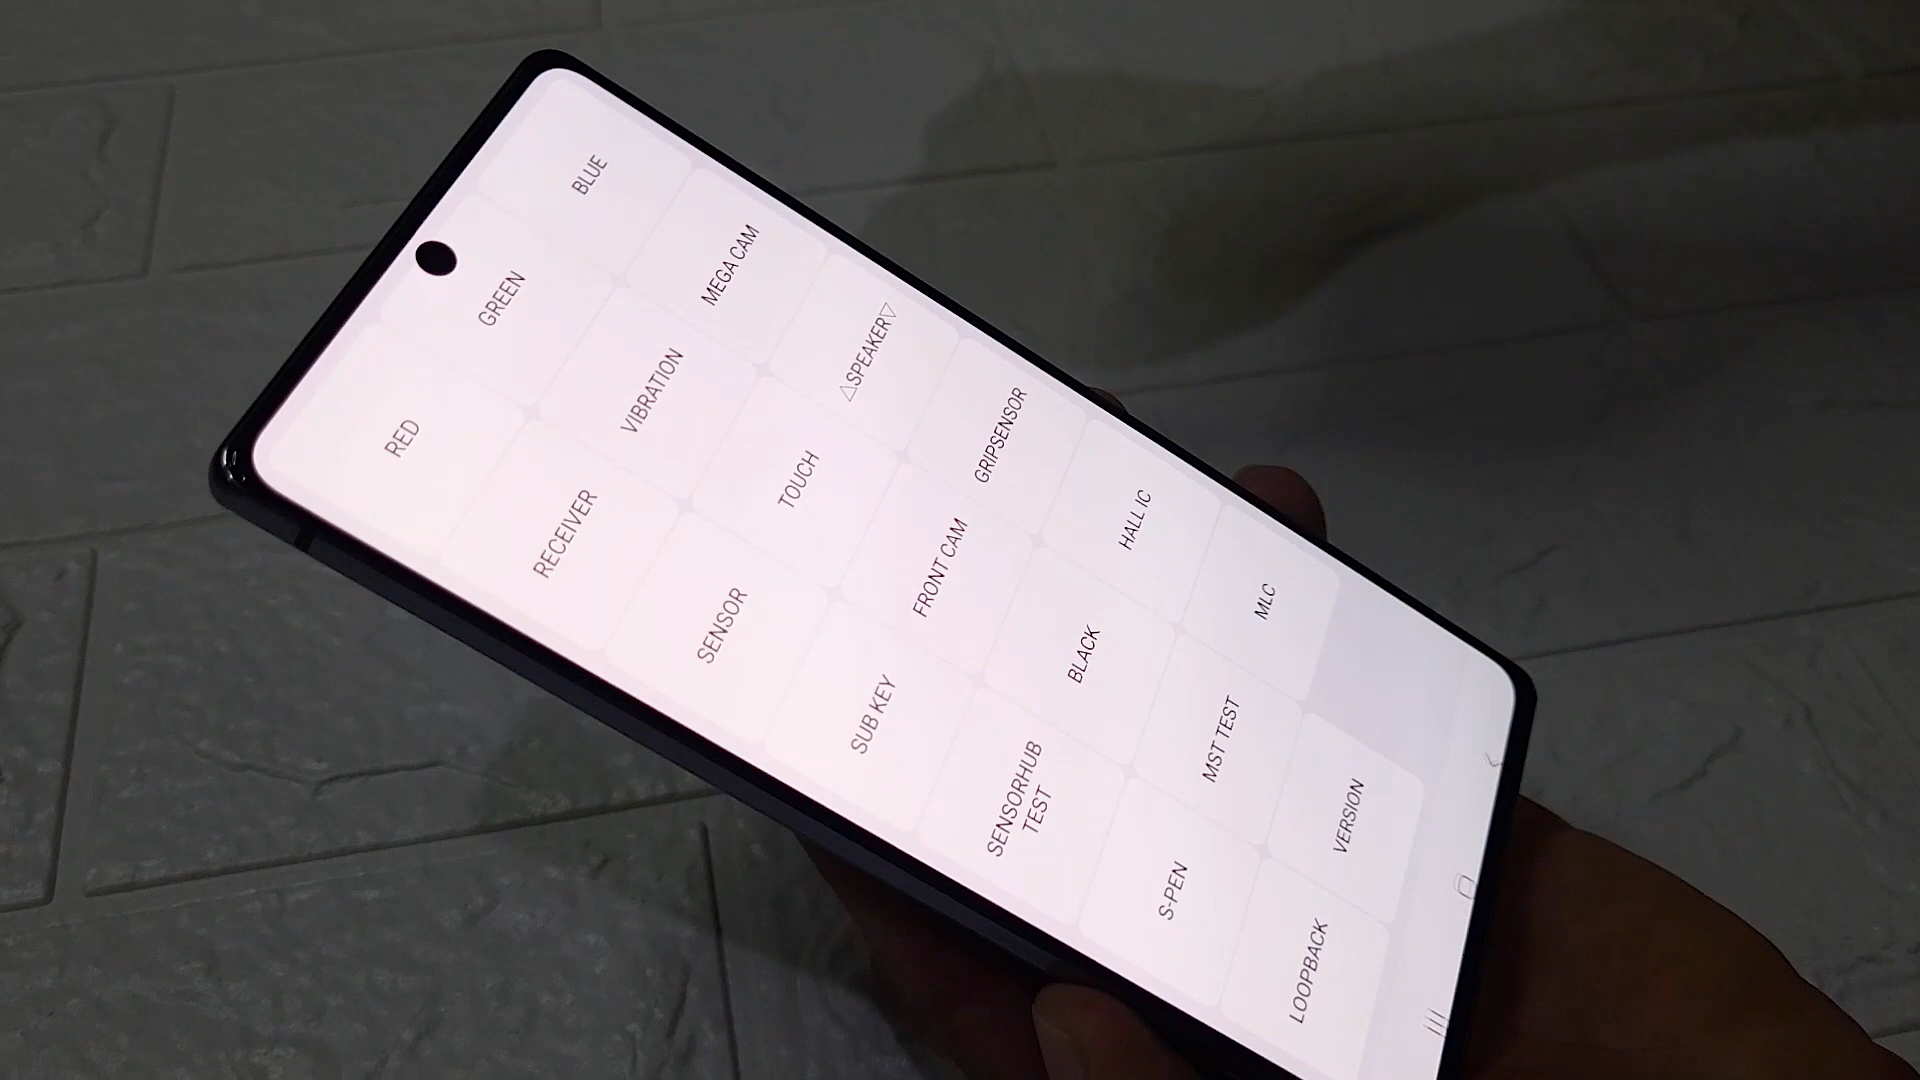 RED
GREEN
BLUE
RECEIVER
VIBRATION
MEGA CAM
SENSOR
TOUCH
△SPEAKER▽
SUB KEY
FRONT CAM
GRIPSENSOR
SENSORHUB
TEST
BLACK
HALL IC
S-PEN
MST TEST
MLC
LOOPBACK
VERSION